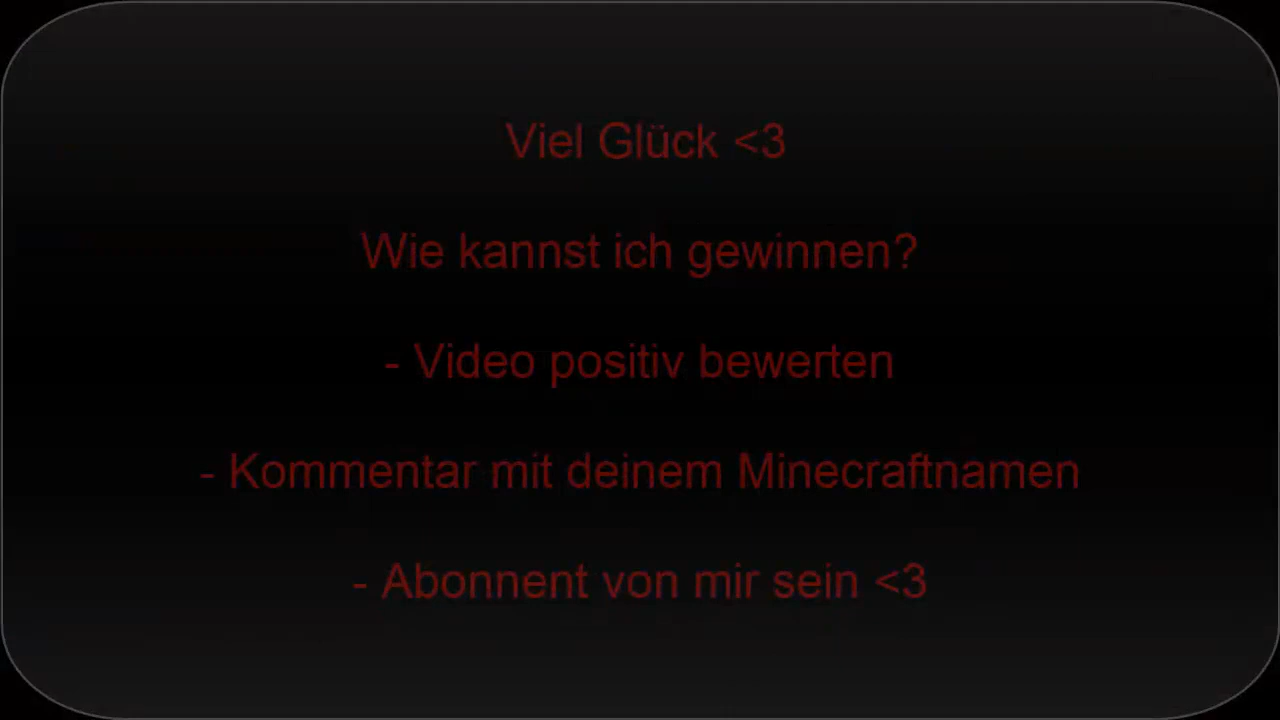 Viel Glück <3
Wie kannst ich gewinnen?
- Video positiv bewerten
- Kommentar mit deinem Minecraftnamen
- Abonnent von mir sein <3